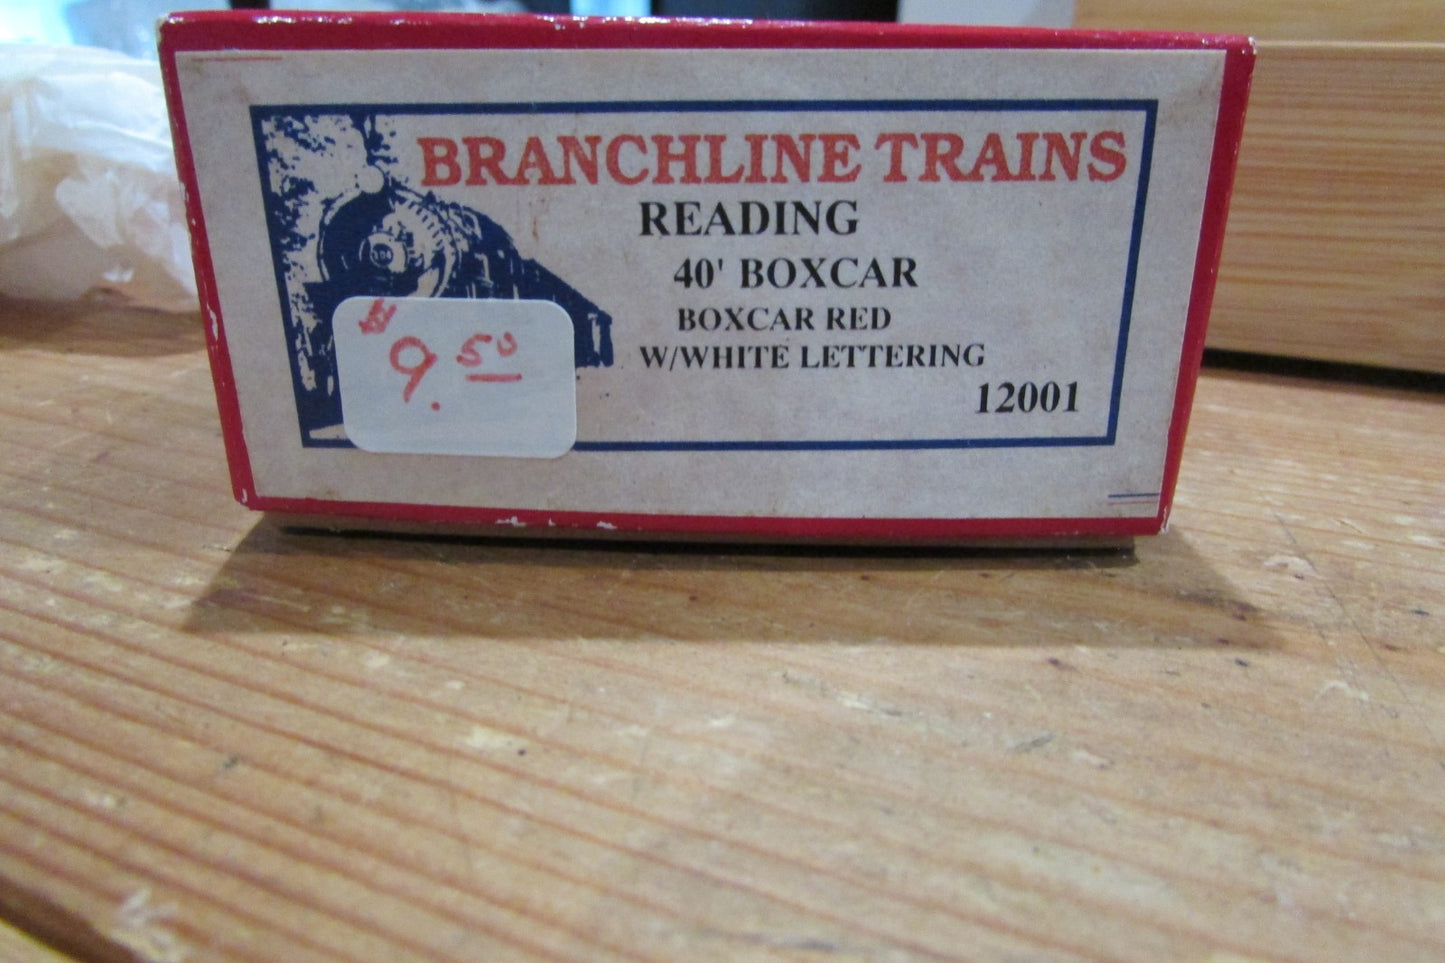 BRANCHLINE TRAINS
READING
40' BOXCAR
BOXCAR RED
W/WHITE LETTERING
12001
$9.50